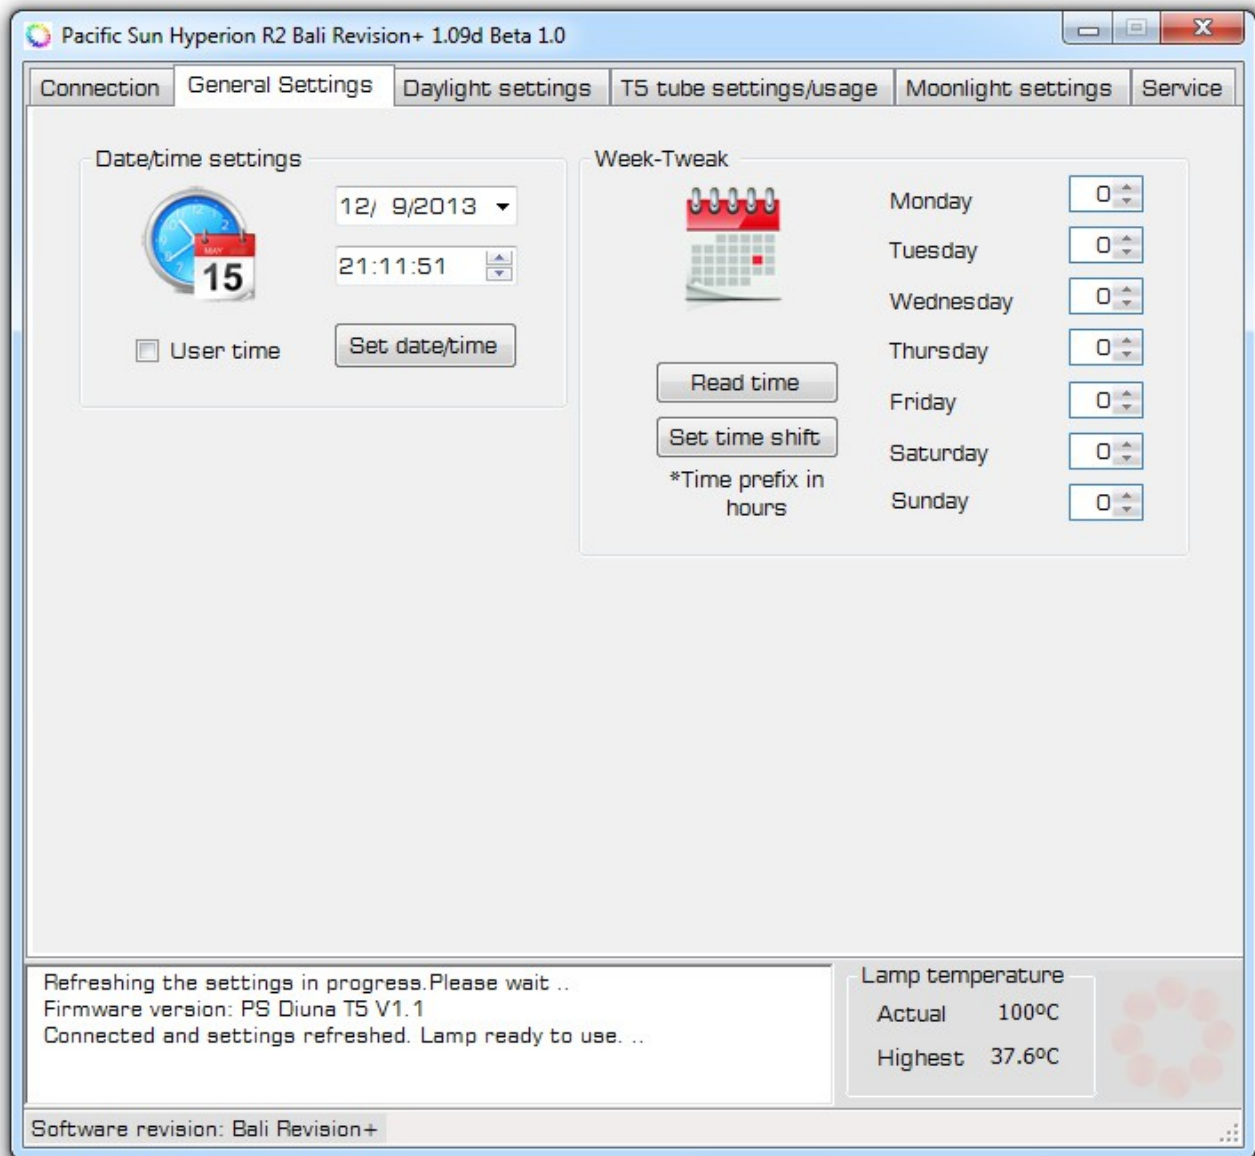 Pacific Sun Hyperion R2 Bali Revision+ 1.09d Beta 1.0
Connection General Settings Daylight settings T5 tube settings/usage Moonlight settings Service
Date/time settings
12/ 9/2013
21:11:51
MAY
15
User time
Set date/time
Week-Tweak
Monday 0
Tuesday 0
Wednesday 0
Thursday 0
Friday 0
Saturday 0
Sunday 0
Read time
Set time shift
*Time prefix in
hours
Refreshing the settings in progress.Please wait ..
Firmware version: PS Diuna T5 V1.1
Connected and settings refreshed. Lamp ready to use. ..
Lamp temperature
Actual 100ºC
Highest 37.6ºC
Software revision: Bali Revision+